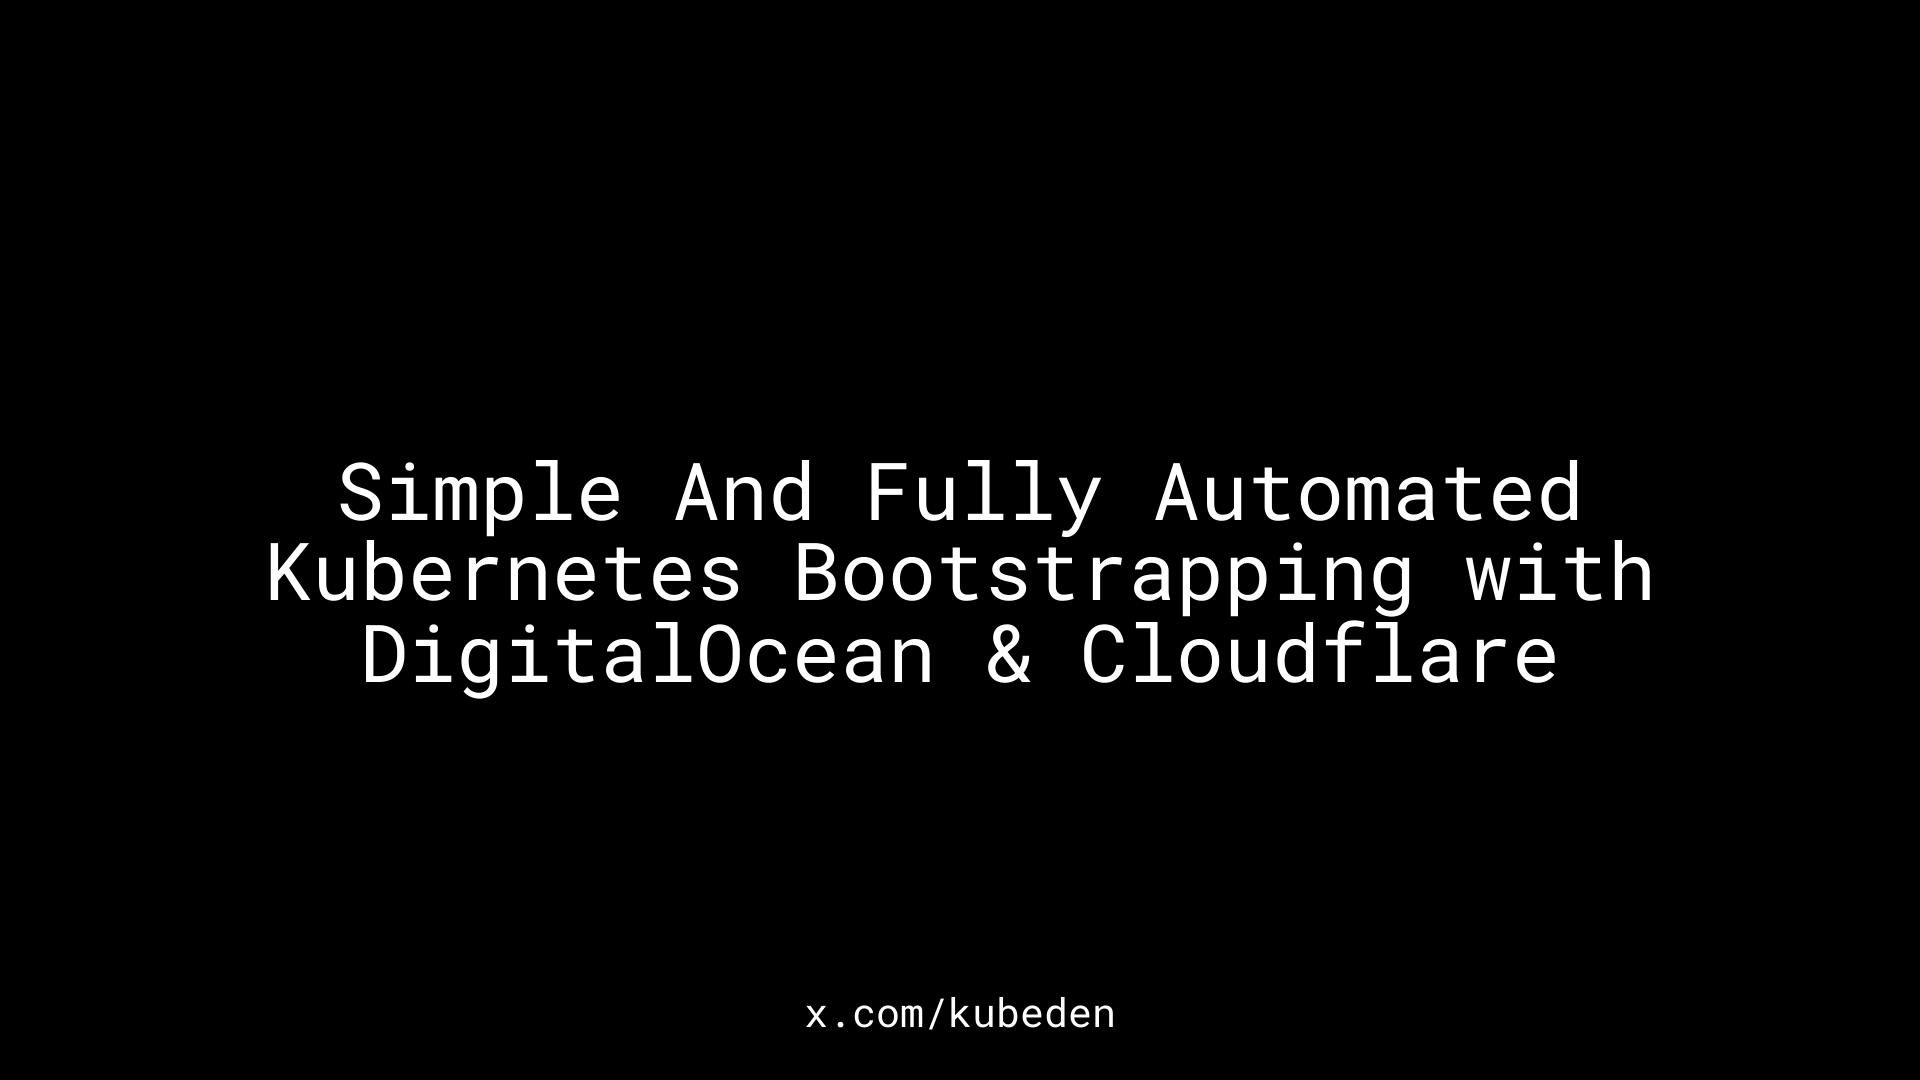 Simple And Fully Automated
Kubernetes Bootstrapping with
DigitalOcean & Cloudflare
x.com/kubeden